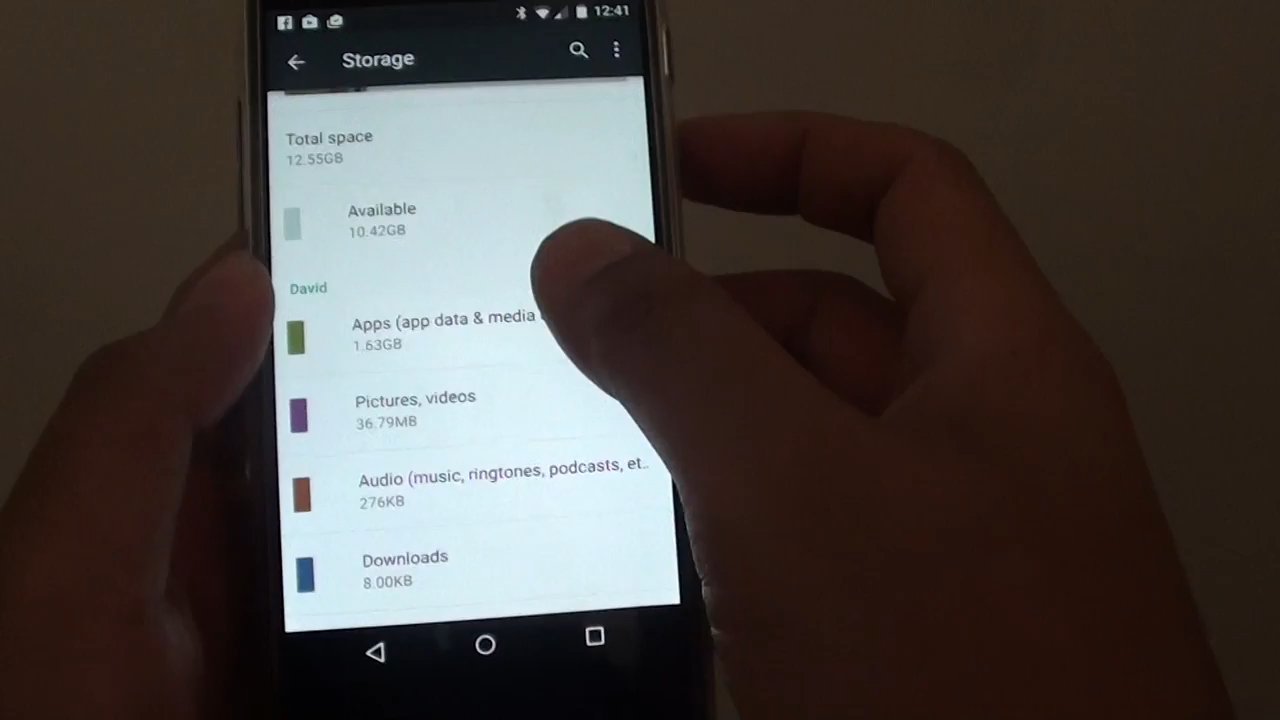 12:41
Storage
Total space
12.55GB
Available
10.42GB
David
Apps (app data & media
1.63GB
Pictures, videos
36.79MB
Audio (music, ringtones, podcasts, et..
276KB
Downloads
8.00KB